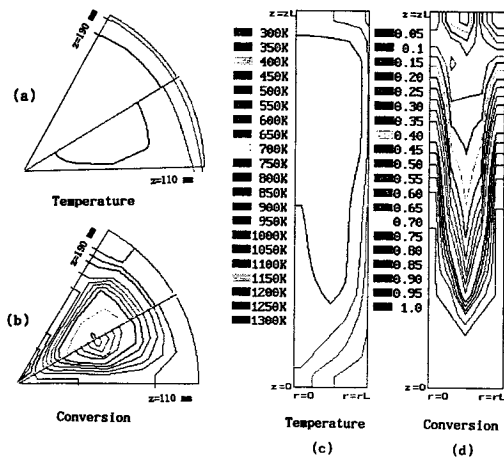 (a)
z=190 mm
z=110 mm
Temperature
(b)
z=190 mm
z=110 mm
Conversion
z=zL
300K
350K
400K
450K
500K
550K
600K
650K
700K
750K
800K
850K
900K
950K
1000K
1050K
1100K
1150K
1200K
1250K
1300K
z=0
r=0 r=rL
Temperature
(c)
z=zL
0.05
0.1
0.15
0.20
0.25
0.30
0.35
0.40
0.45
0.50
0.55
0.60
0.65
0.70
0.75
0.80
0.85
0.90
0.95
1.0
z=0
r=0 r=rL
Conversion
(d)